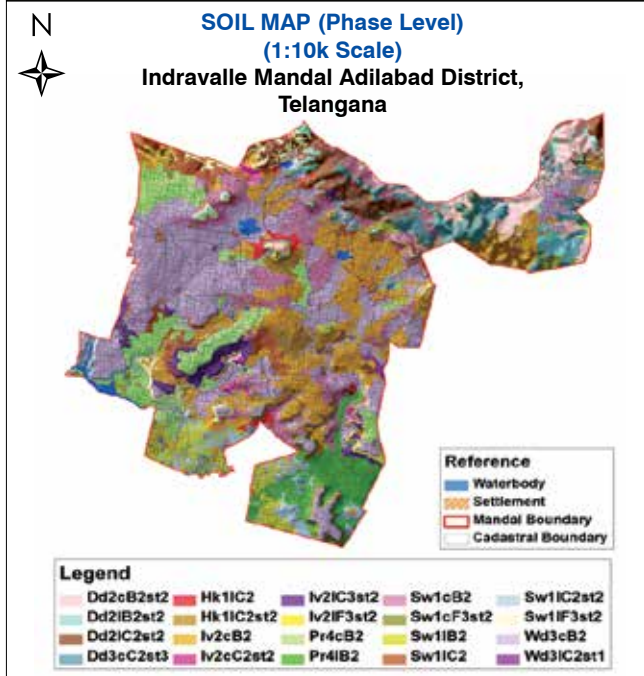 N
SOIL MAP (Phase Level)
(1:10k Scale)
Indravalle Mandal Adilabad District,
Telangana
Reference
Waterbody
Settlement
Mandal Boundary
Cadastral Boundary
Legend
Dd2cB2st2 Hk1lC2 Iv2lC3st2 Sw1cB2 Sw1lC2st2
Dd2lB2st2 Hk1lC2st2 Iv2lF3st2 Sw1cF3st2 Sw1lF3st2
Dd2lC2st2 Iv2cB2 Pr4cB2 Sw1lB2 Wd3cB2
Dd3cC2st3 Iv2cC2st2 Pr4lB2 Sw1lC2 Wd3lC2st1